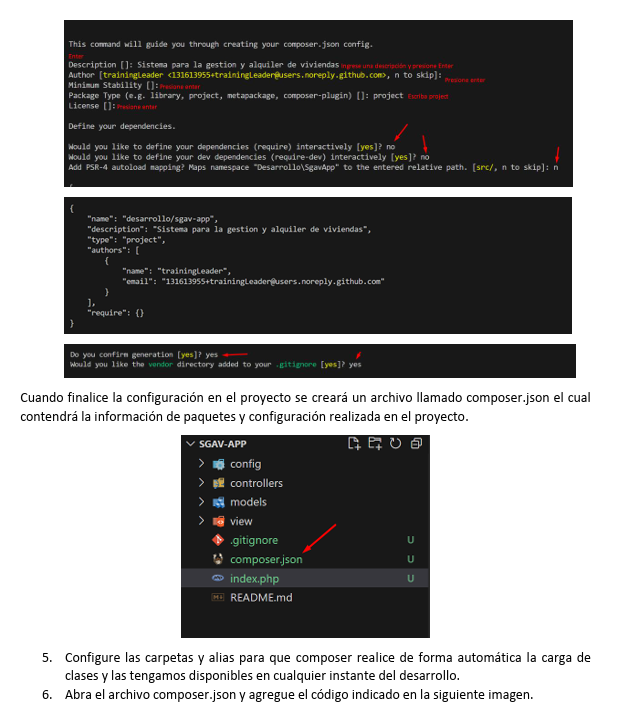 This command will guide you through creating your composer.json config.
Enter
Description []: Sistema para la gestion y alquiler de viviendas Ingrese una descripción y presione Enter
Author [trainingLeader <131613955+trainingLeader@users.noreply.github.com>, n to skip]: Presione enter
Minimum Stability []: Presione enter
Package Type (e.g. library, project, metapackage, composer-plugin) []: project Escriba project
License []: Presione enter
Define your dependencies.
Would you like to define your dependencies (require) interactively [yes]? no
Would you like to define your dev dependencies (require-dev) interactively [yes]? no
Add PSR-4 autoload mapping? Maps namespace "Desarrollo\SgavApp" to the entered relative path. [src/, n to skip]: n
{
{
"name": "desarrollo/sgav-app",
"description": "Sistema para la gestion y alquiler de viviendas",
"type": "project",
"authors": [
{
"name": "trainingLeader",
"email": "131613955+trainingLeader@users.noreply.github.com"
}
],
"require": {}
}
Do you confirm generation [yes]? yes
Would you like the vendor directory added to your .gitignore [yes]? yes
Cuando finalice la configuración en el proyecto se creará un archivo llamado composer.json el cual
contendrá la información de paquetes y configuración realizada en el proyecto.
SGAV-APP
config
controllers
models
view
.gitignore U
composer.json U
index.php U
README.md
5. Configure las carpetas y alias para que composer realice de forma automática la carga de
clases y las tengamos disponibles en cualquier instante del desarrollo.
6. Abra el archivo composer.json y agregue el código indicado en la siguiente imagen.